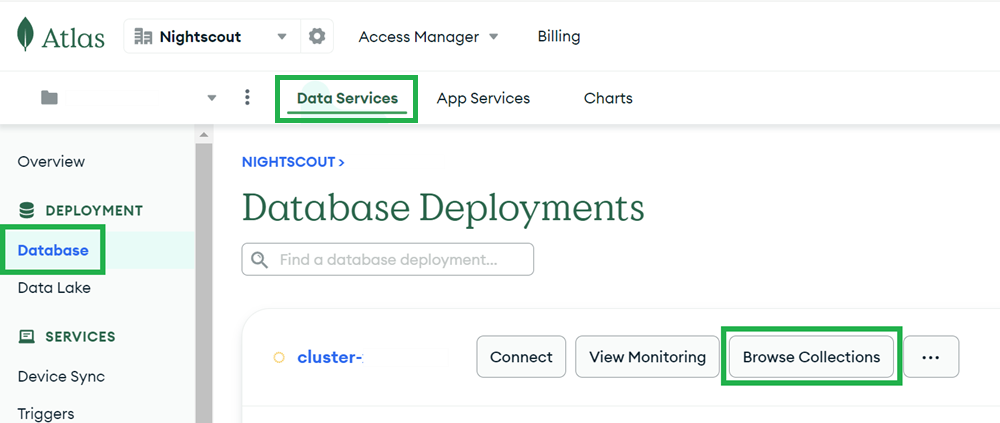 Atlas Nightscout Access Manager Billing
Data Services App Services Charts
Overview
DEPLOYMENT
Database
Data Lake
SERVICES
Device Sync
Triggers
NIGHTSCOUT >
Database Deployments
Find a database deployment...
cluster- Connect View Monitoring Browse Collections ...